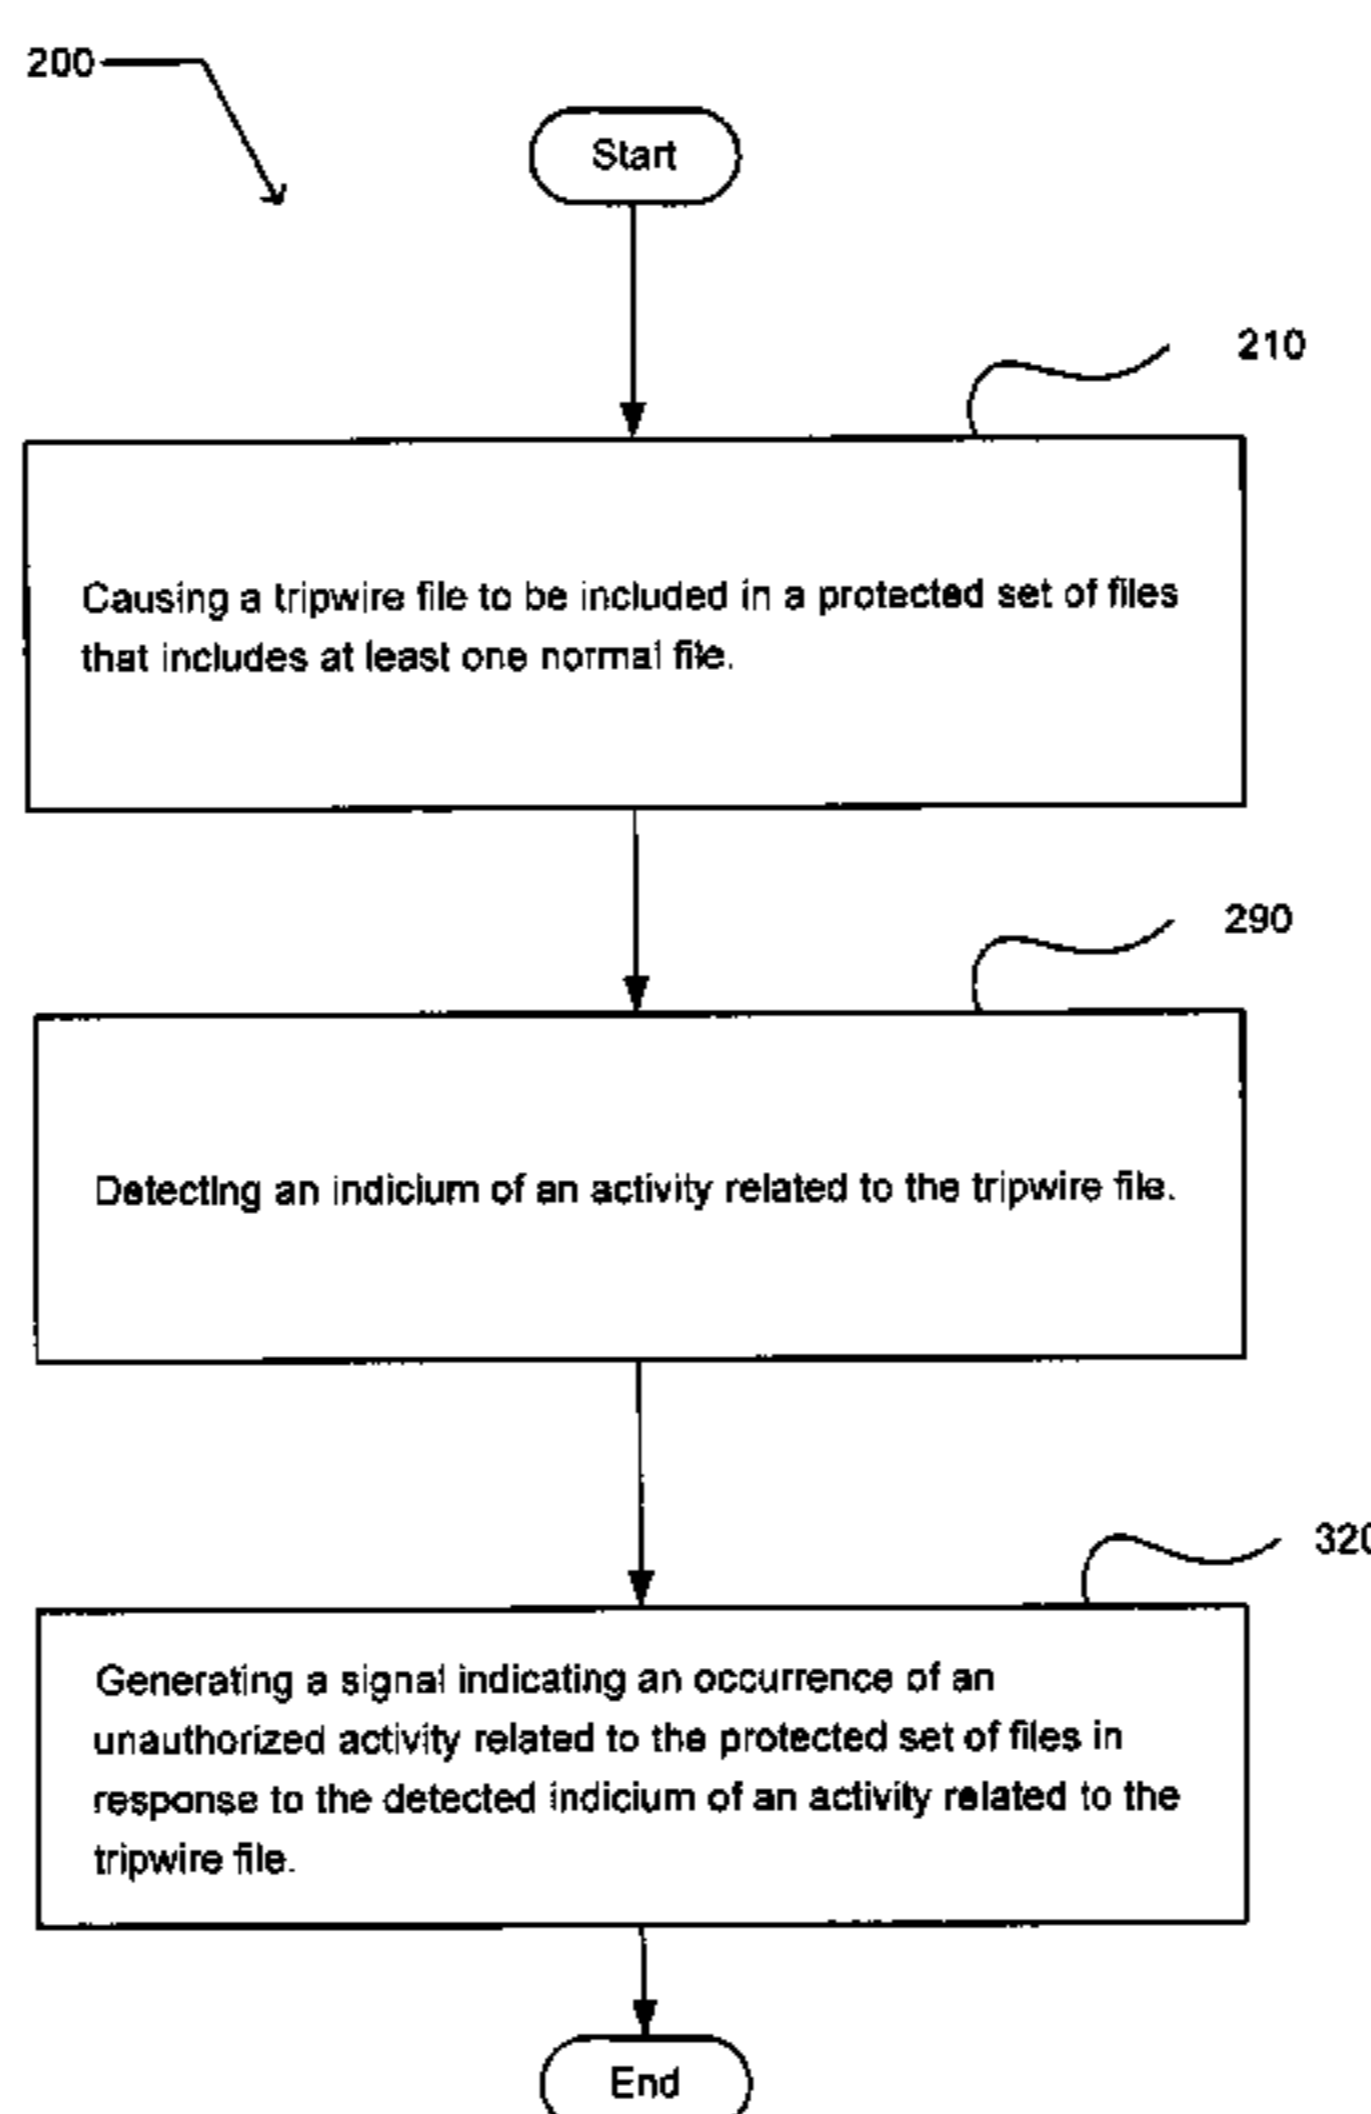 200
Start
210
Causing a tripwire file to be included in a protected set of files
that includes at least one normal file.
290
Detecting an indicium of an activity related to the tripwire file.
320
Generating a signal indicating an occurrence of an
unauthorized activity related to the protected set of files in
response to the detected indicium of an activity related to the
tripwire file.
End